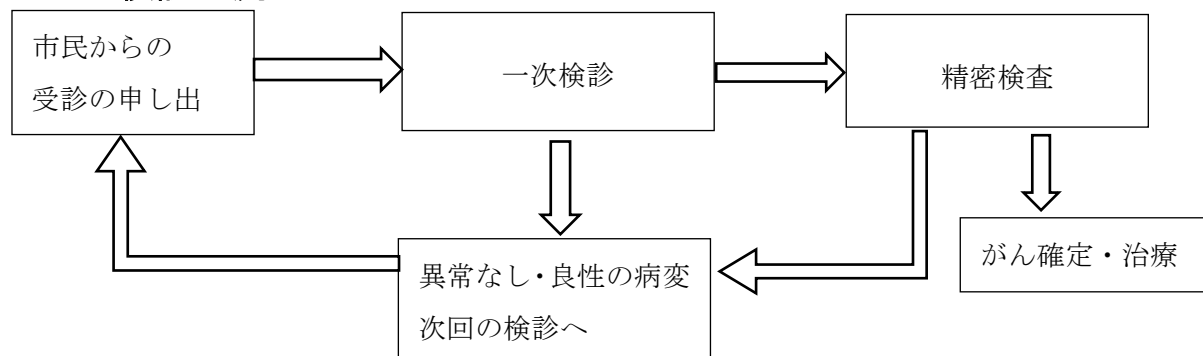 市民からの
受診の申し出
一次検診
精密検査
異常なし・良性の病変
次回の検診へ
がん確定・治療